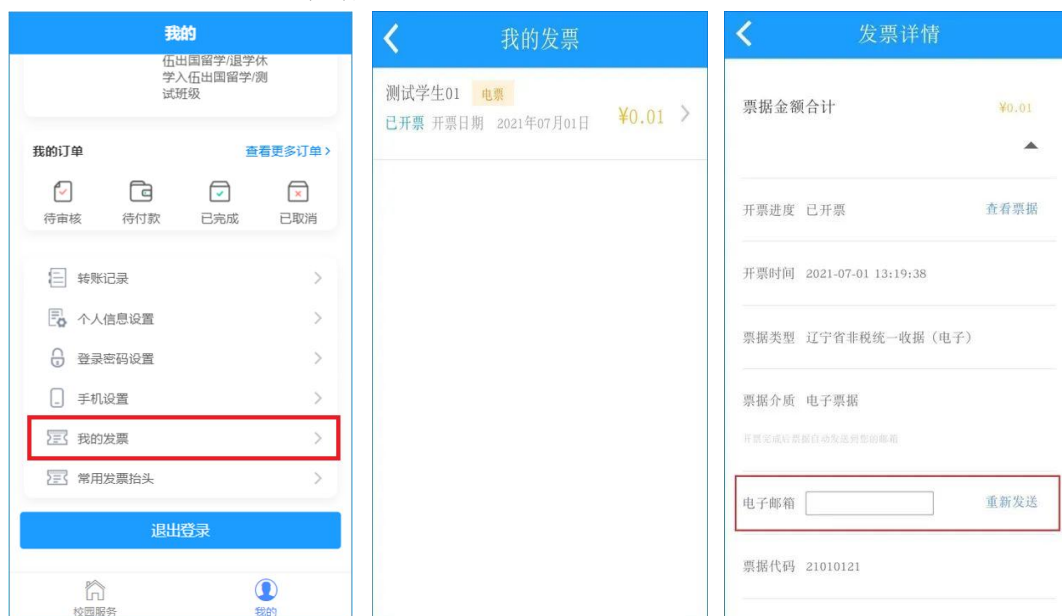 我的
伍出国留学/退学休
学入伍出国留学/测
试班级
我的订单
查看更多订单>
待审核 待付款 已完成 已取消
转账记录
个人信息设置
登录密码设置
手机设置
我的发票
常用发票抬头
退出登录
校园服务 我的
我的发票
测试学生01 电票
已开票 开票日期 2021年07月01日 ¥0.01
发票详情
票据金额合计 ¥0.01
开票进度 已开票 查看票据
开票时间 2021-07-01 13:19:38
票据类型 辽宁省非税统一收据（电子）
票据介质 电子票据
开票完成后票据自动发送到您的邮箱
电子邮箱 重新发送
票据代码 21010121